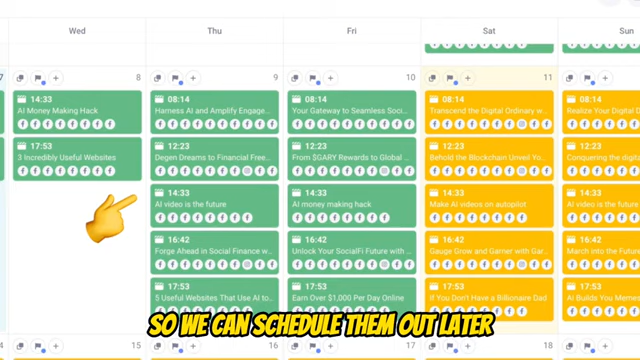 Wed
Thu
Fri
Sat
Sun
7
8
9
10
11
14:33
AI Money Making Hack
17:53
3 Incredibly Useful Websites
08:14
Harness AI and Amplify Engage...
12:23
Degen Dreams to Financial Free...
14:33
AI video is the future
16:42
Forge Ahead in Social Finance w...
17:53
5 Useful Websites That Use AI to
08:14
Your Gateway to Seamless Soci...
12:23
From $GARY Rewards to Global ...
14:33
AI money making hack
16:42
Unlock Your SocialFi Future with ...
17:53
Earn Over $1,000 Per Day Online
08:14
Transcend the Digital Ordinary w...
12:23
Behold the Blockchain Unveil Yo...
14:33
Make AI videos on autopilot
16:42
Gauge Grow and Garner with Gar...
17:53
If You Don't Have a Billionaire Dad
08:14
Realize Your Digital
12:23
Conquering the digita
14:33
AI video is the future
16:42
March into the Future
17:53
AI Builds You Memes
SO WE CAN SCHEDULE THEM OUT LATER
15
16
17
18